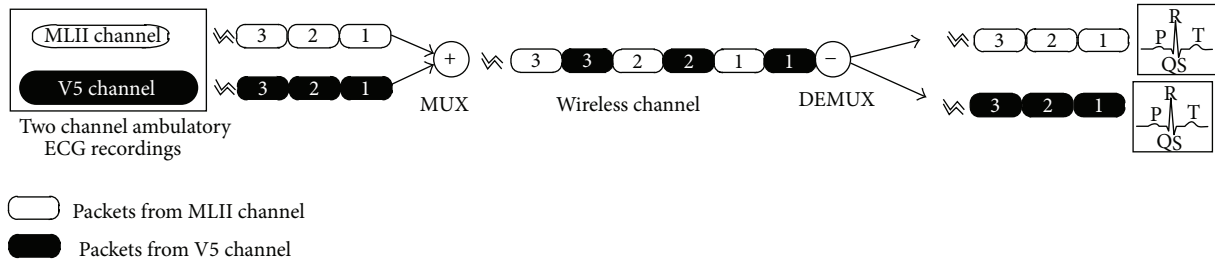 MLII channel
3 2 1
V5 channel
3 2 1
Two channel ambulatory
ECG recordings
+
MUX
3 3 2 2 1 1
Wireless channel
−
DEMUX
3 2 1
R
P T
QS
3 2 1
R
P T
QS
Packets from MLII channel
Packets from V5 channel